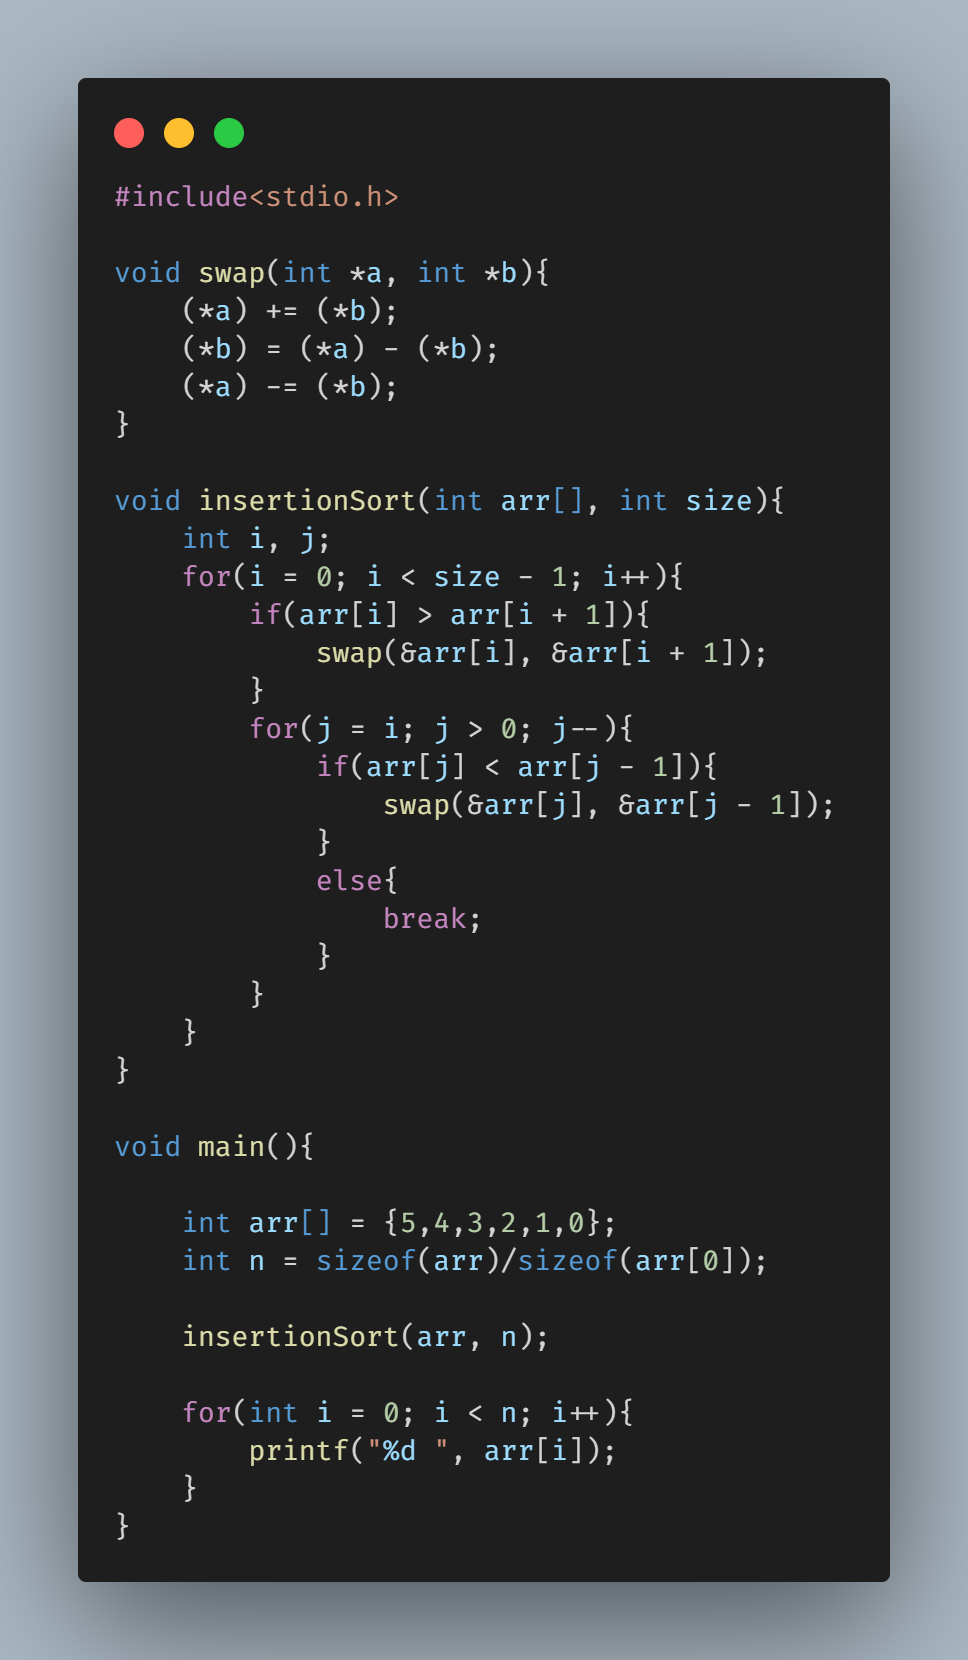 #include<stdio.h>

void swap(int *a, int *b){
    (*a) += (*b);
    (*b) = (*a) - (*b);
    (*a) -= (*b);
}

void insertionSort(int arr[], int size){
    int i, j;
    for(i = 0; i < size - 1; i++){
        if(arr[i] > arr[i + 1]){
            swap(&arr[i], &arr[i + 1]);
        }
        for(j = i; j > 0; j--){
            if(arr[j] < arr[j - 1]){
                swap(&arr[j], &arr[j - 1]);
            }
            else{
                break;
            }
        }
    }
}

void main(){

    int arr[] = {5,4,3,2,1,0};
    int n = sizeof(arr)/sizeof(arr[0]);

    insertionSort(arr, n);

    for(int i = 0; i < n; i++){
        printf("%d ", arr[i]);
    }
}